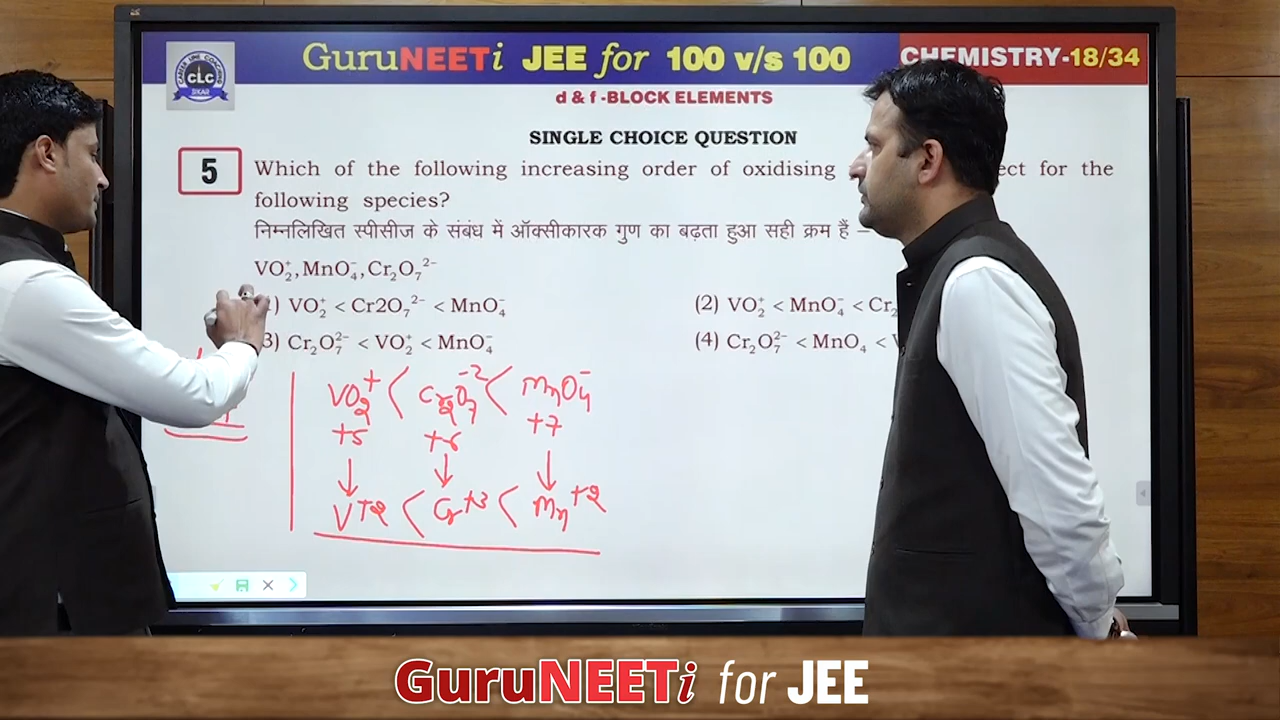 GuruNEETi JEE for 100 v/s 100
CHEMISTRY-18/34
CLC
SIKAR
d & f -BLOCK ELEMENTS
SINGLE CHOICE QUESTION
5
Which of the following increasing order of oxidising ect for the
following species?
निम्नलिखित स्पीसीज के संबंध में ऑक्सीकारक गुण का बढ़ता हुआ सही क्रम हैं –
VO₂⁺, MnO₄⁻, Cr₂O₇²⁻
) VO₂⁺ < Cr2O₇²⁻ < MnO₄⁻
(2) VO₂⁺ < MnO₄⁻ < Cr₂
3) Cr₂O₇²⁻ < VO₂⁺ < MnO₄⁻
(4) Cr₂O₇²⁻ < MnO₄ <
VO₂⁺ < Cr₂O₇⁻² < MnO₄⁻
+5 +6 +7
↓ ↓ ↓
V⁺² < Cr⁺³ < Mn⁺²
GuruNEETi for JEE